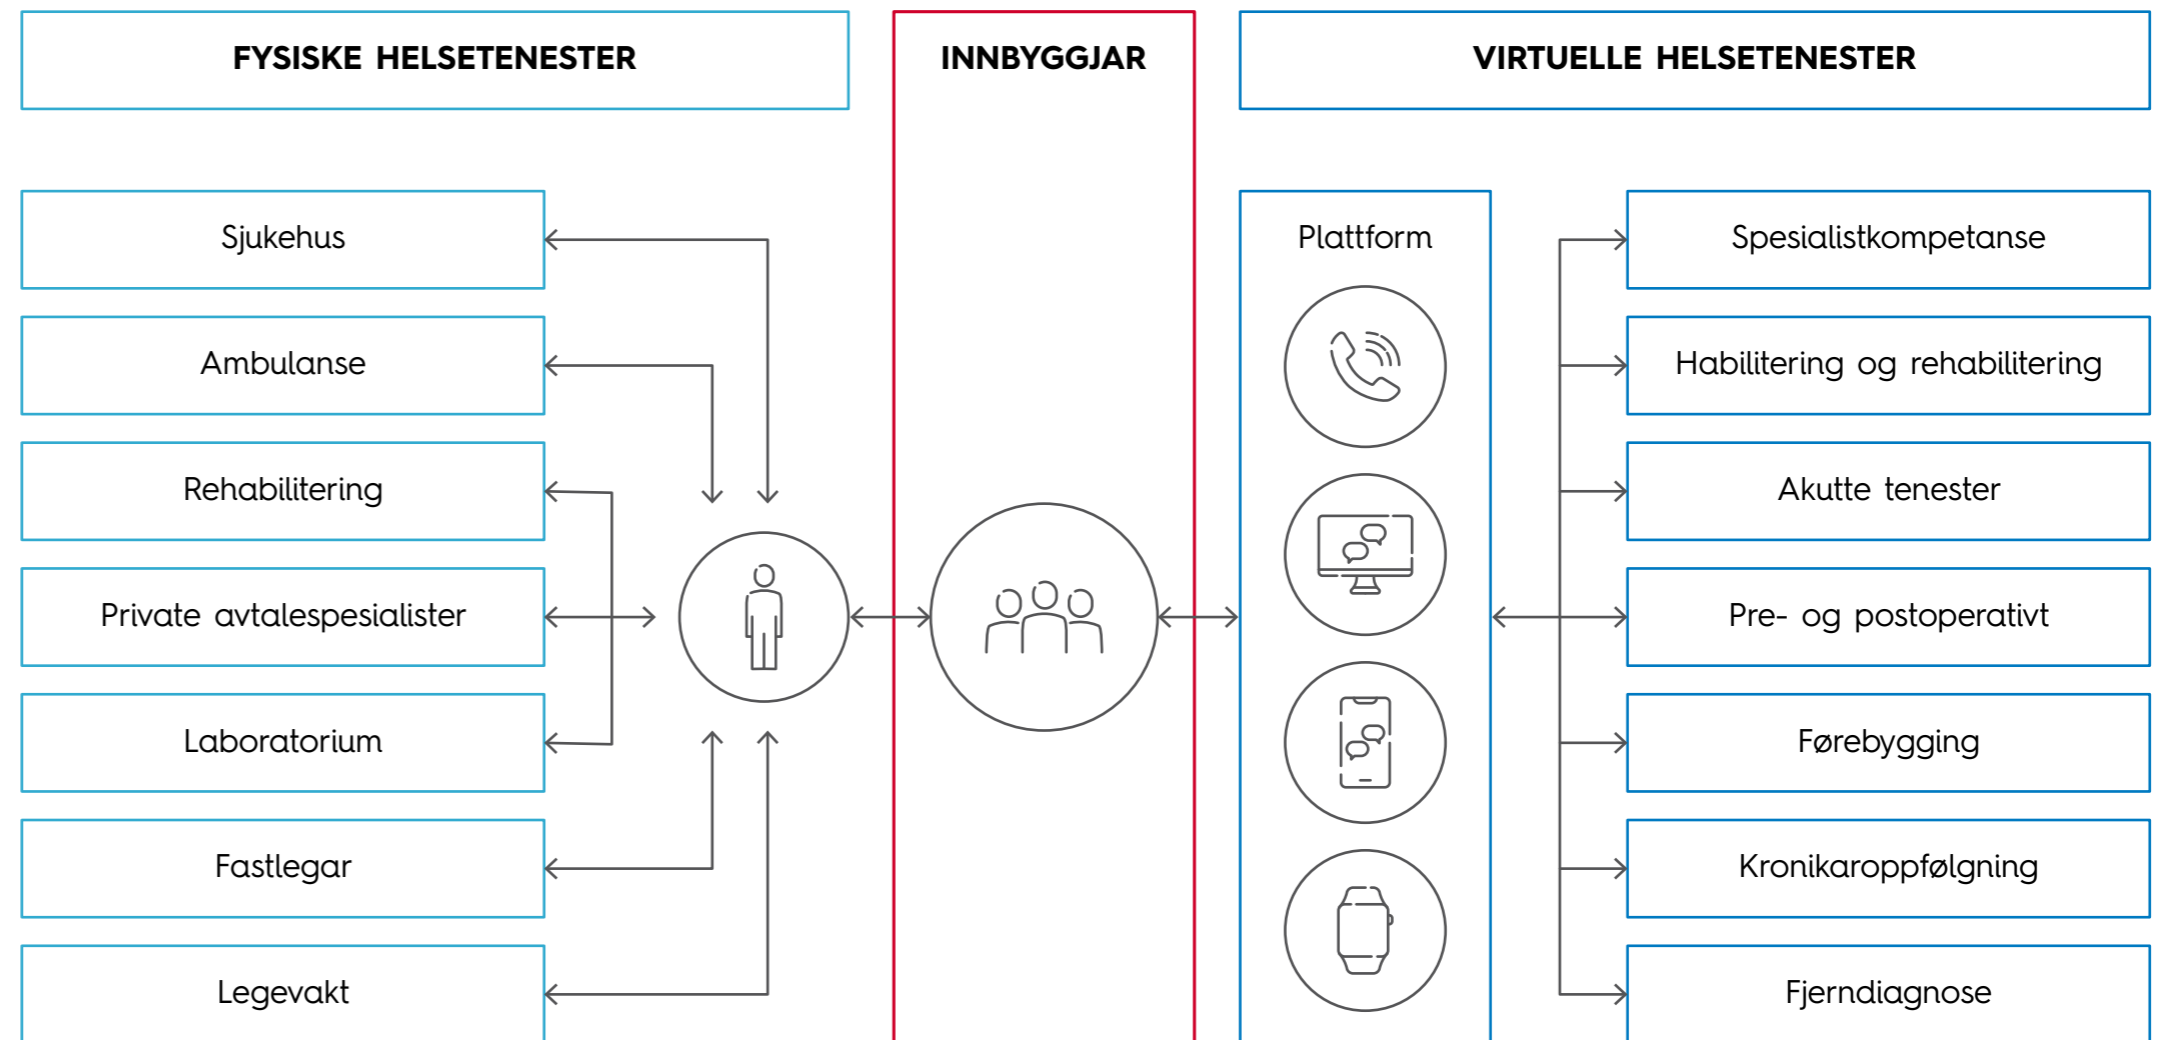 FYSISKE HELSETENESTER
INNBYGGJAR
VIRTUELLE HELSETENESTER
Sjukehus
Ambulanse
Rehabilitering
Private avtalespesialister
Laboratorium
Fastlegar
Legevakt
Plattform
Spesialistkompetanse
Habilitering og rehabilitering
Akutte tenester
Pre- og postoperativt
Førebygging
Kronikaroppfølgning
Fjerndiagnose